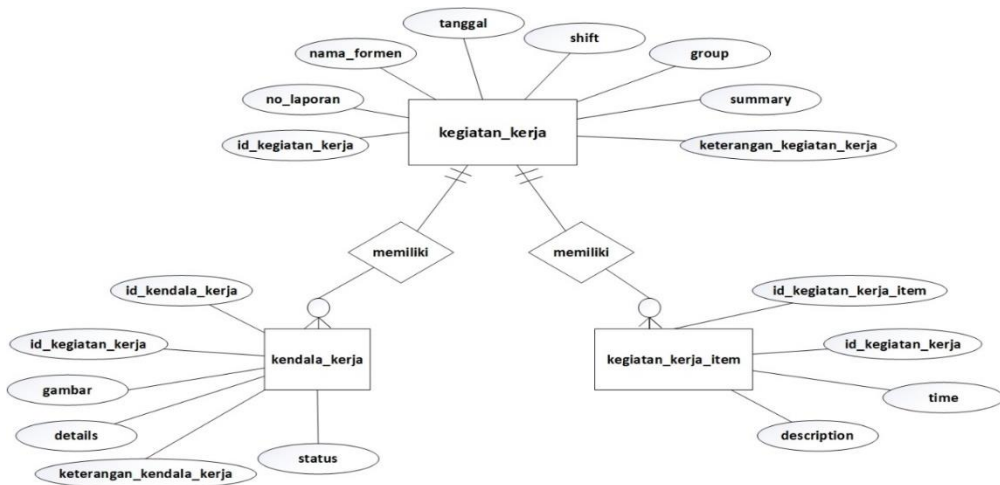 tanggal
shift
nama_formen
group
no_laporan
summary
kegiatan_kerja
id_kegiatan_kerja
keterangan_kegiatan_kerja
memiliki
memiliki
id_kendala_kerja
id_kegiatan_kerja_item
id_kegiatan_kerja
id_kegiatan_kerja
kendala_kerja
kegiatan_kerja_item
gambar
time
details
description
status
keterangan_kendala_kerja